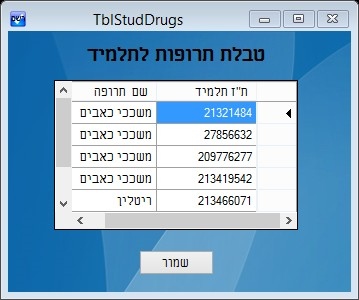 TblStudDrugs
טבלת תרופות לתלמיד
ת"ז תלמיד שם תרופה
21321484 משככי כאבים
27856632 משככי כאבים
209776277 משככי כאבים
213419542 משככי כאבים
213466071 ריטלין
שמור